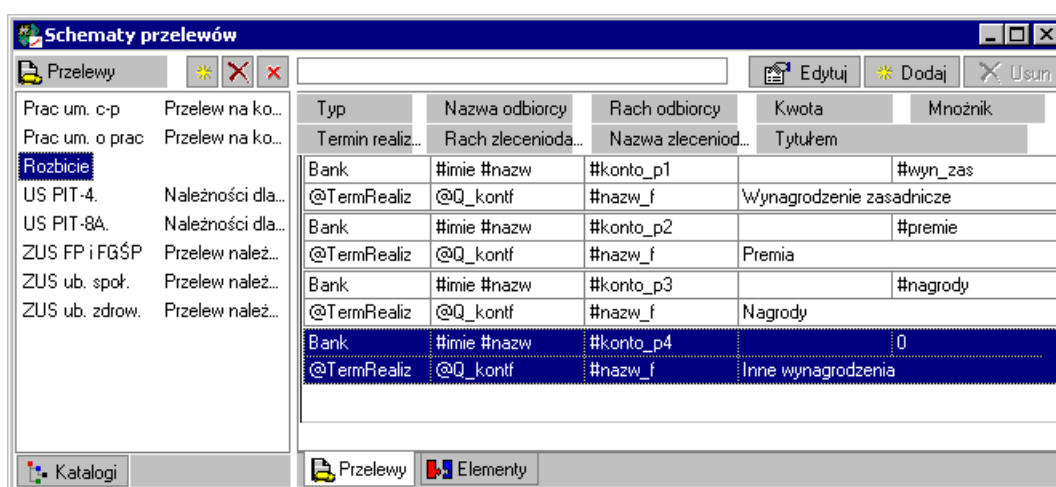 Schematy przelewów
Przelewy Edytuj Dodaj Usun
Prac um. c-p Przelew na ko...
Prac um. o prac Przelew na ko...
Rozbicie
US PIT-4. Należności dla...
US PIT-8A. Należności dla...
ZUS FP i FGŚP Przelew należ...
ZUS ub. społ. Przelew należ...
ZUS ub. zdrow. Przelew należ...
Katalogi
Typ Nazwa odbiorcy Rach odbiorcy Kwota Mnożnik
Termin realiz... Rach zlecenioda... Nazwa zleceniod... Tytułem
Bank #imie #nazw #konto_p1 #wyn_zas
@TermRealiz @Q_kontf #nazw_f Wynagrodzenie zasadnicze
Bank #imie #nazw #konto_p2 #premie
@TermRealiz @Q_kontf #nazw_f Premia
Bank #imie #nazw #konto_p3 #nagrody
@TermRealiz @Q_kontf #nazw_f Nagrody
Bank #imie #nazw #konto_p4 0
@TermRealiz @Q_kontf #nazw_f Inne wynagrodzenia
Przelewy Elementy